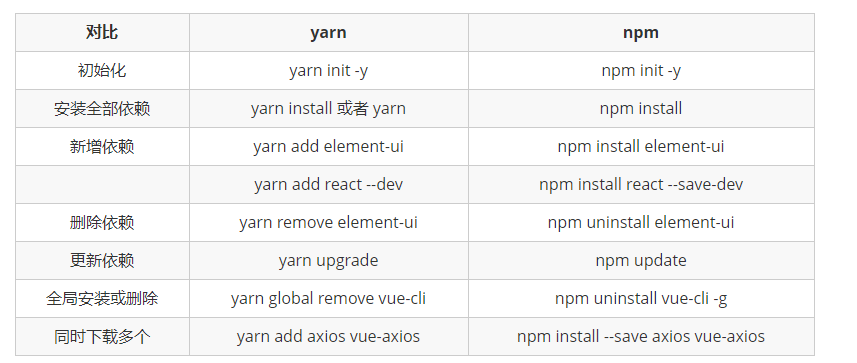 对比 yarn npm
初始化 yarn init -y npm init -y
安装全部依赖 yarn install 或者 yarn npm install
新增依赖 yarn add element-ui npm install element-ui
yarn add react --dev npm install react --save-dev
删除依赖 yarn remove element-ui npm uninstall element-ui
更新依赖 yarn upgrade npm update
全局安装或删除 yarn global remove vue-cli npm uninstall vue-cli -g
同时下载多个 yarn add axios vue-axios npm install --save axios vue-axios